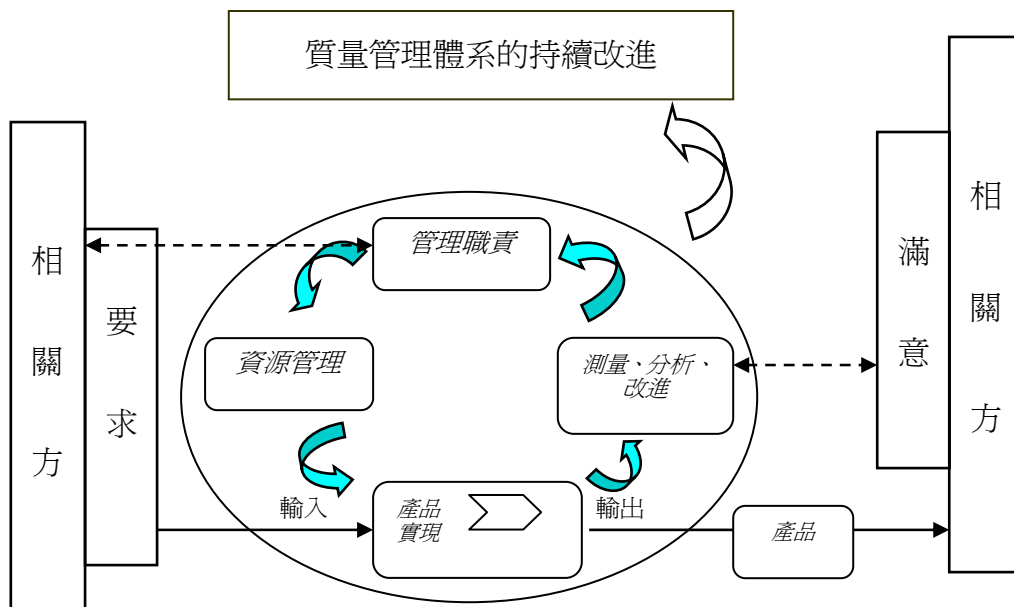 質量管理體系的持續改進
相關方
要求
管理職責
資源管理
測量、分析、
改進
輸入
產品
實現
輸出
產品
滿意
相關方